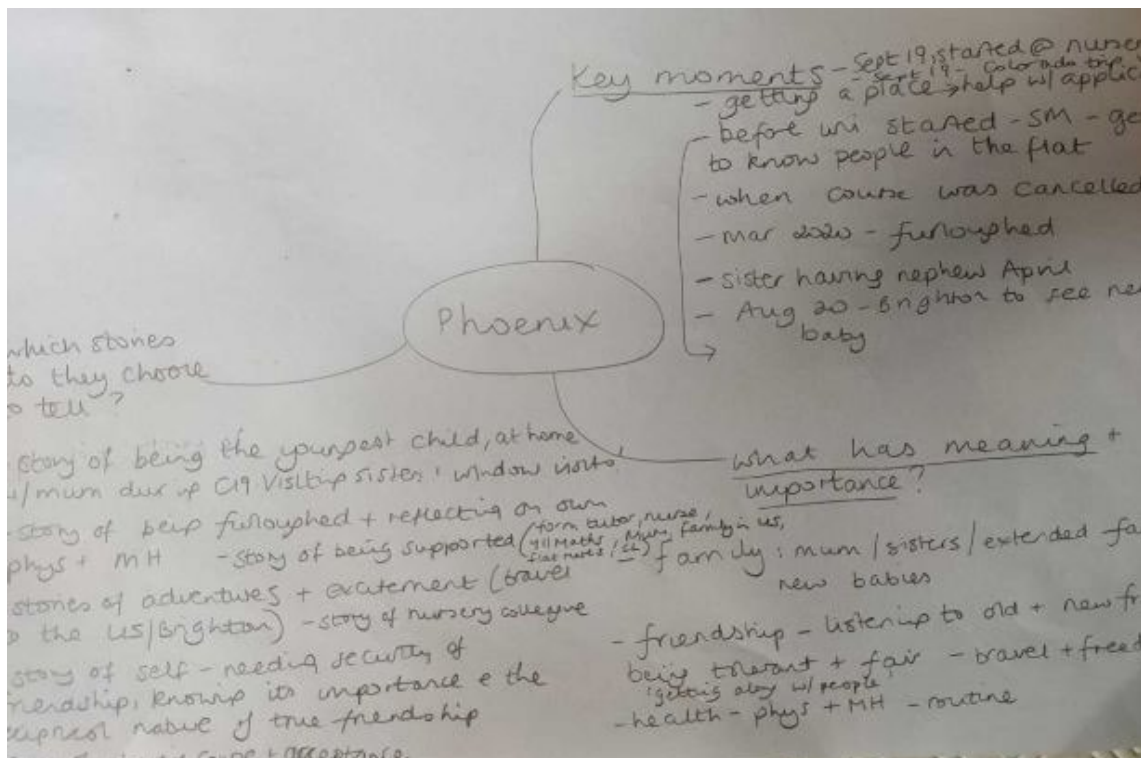 Key moments - Sept 19, started @ nurser
- Sept 19 - Colorado trip
- getting a place → help w/ applic
- before uni started - SM - ge
to know people in the flat
- when course was cancelled
- Mar 2020 - furloughed
- sister having nephew April
- Aug 20 - Brighton to see ne
baby
Phoenix
which stories
do they choose
to tell?
story of being the youngest child, at home
w/ mum during C19 Visiting sister 'window visits'
- story of being furloughed + reflecting on own
phys + MH - story of being supported (form tutor, nurse,
Y11 Maths, Mum, family in US,
flat mates
stories of adventures + excitement (travel
to the US/Brighton) - story of nursery colleague
story of self - needing security of
friendship, knowing its importance & the
nature of true friendship
+ acceptance.
what has meaning +
importance?
family: mum/sisters/extended fa
new babies
- friendship - listening to old + new fr
being tolerant + fair - travel + freed
'getting along w/ people'
- health - phys + MH - routine